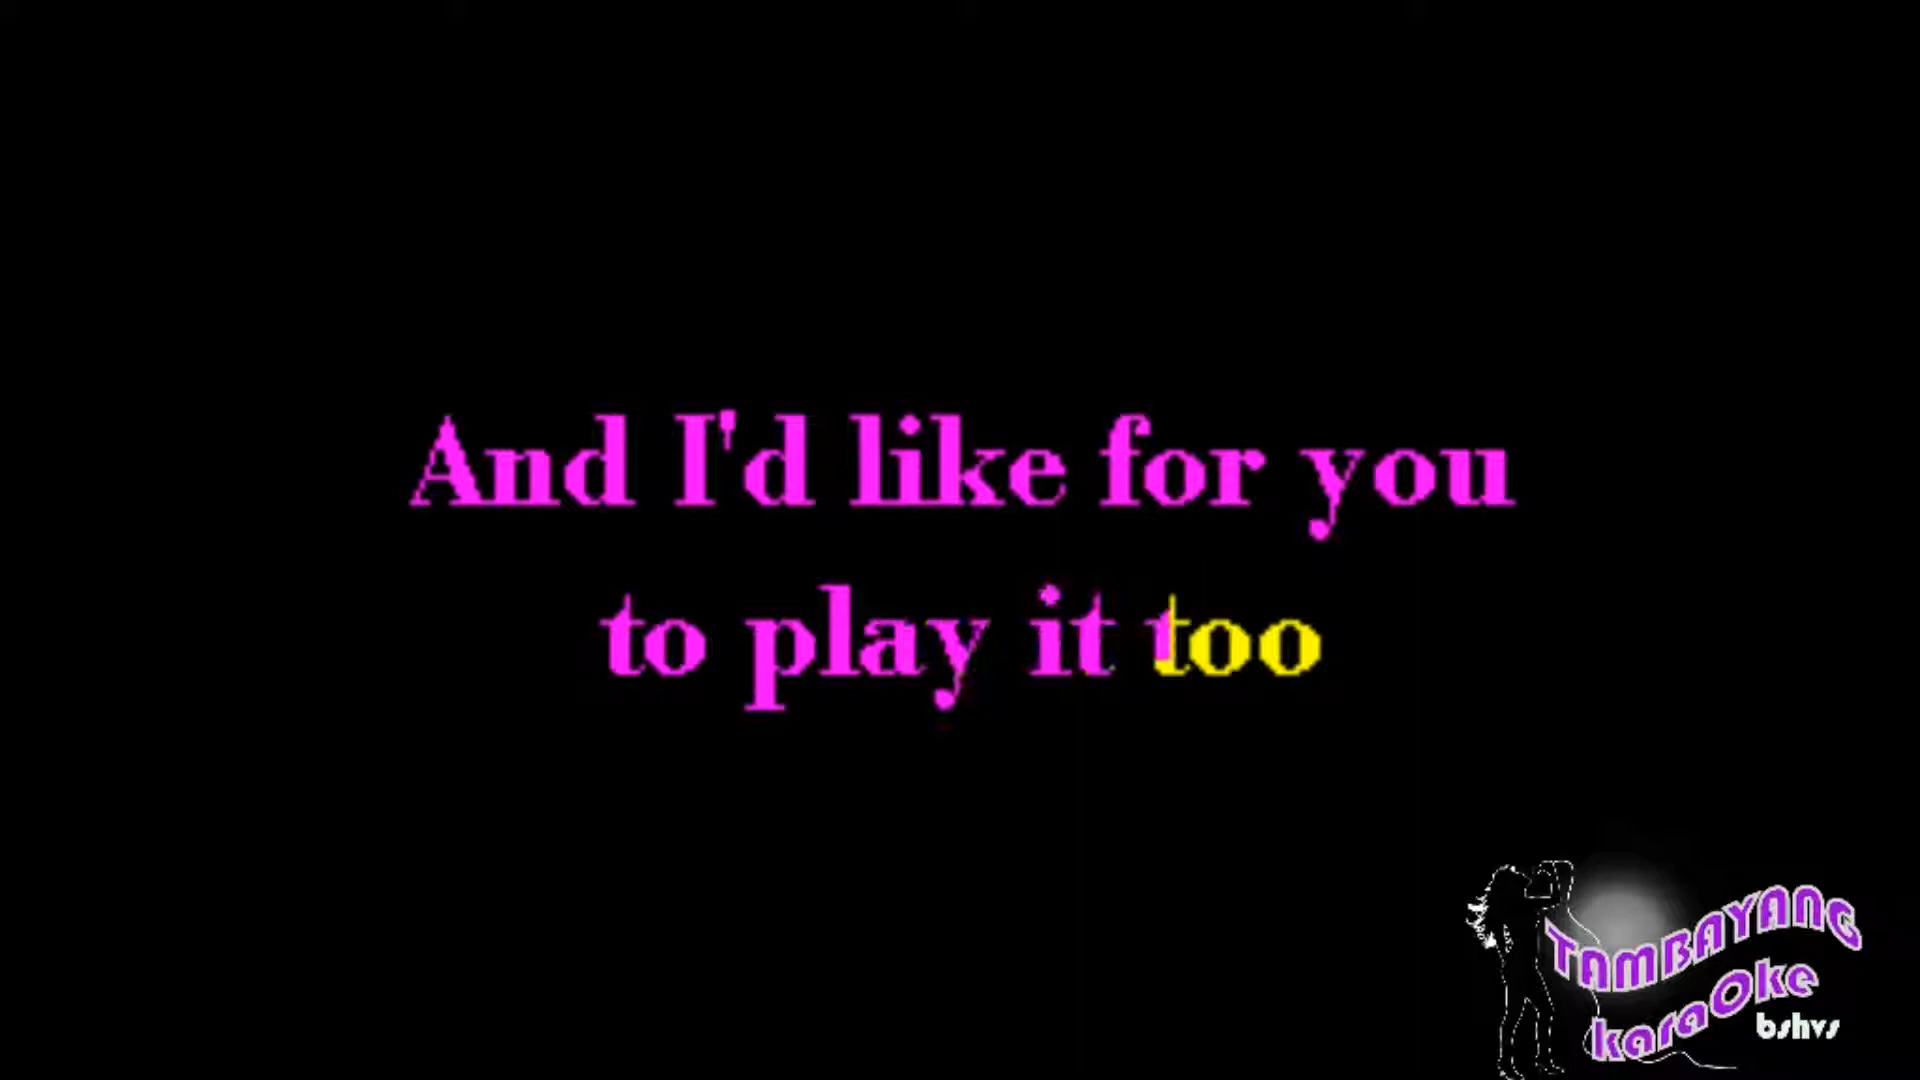 And I'd like for you
to play it too
TAMBAYANG
karaOke
bshvs